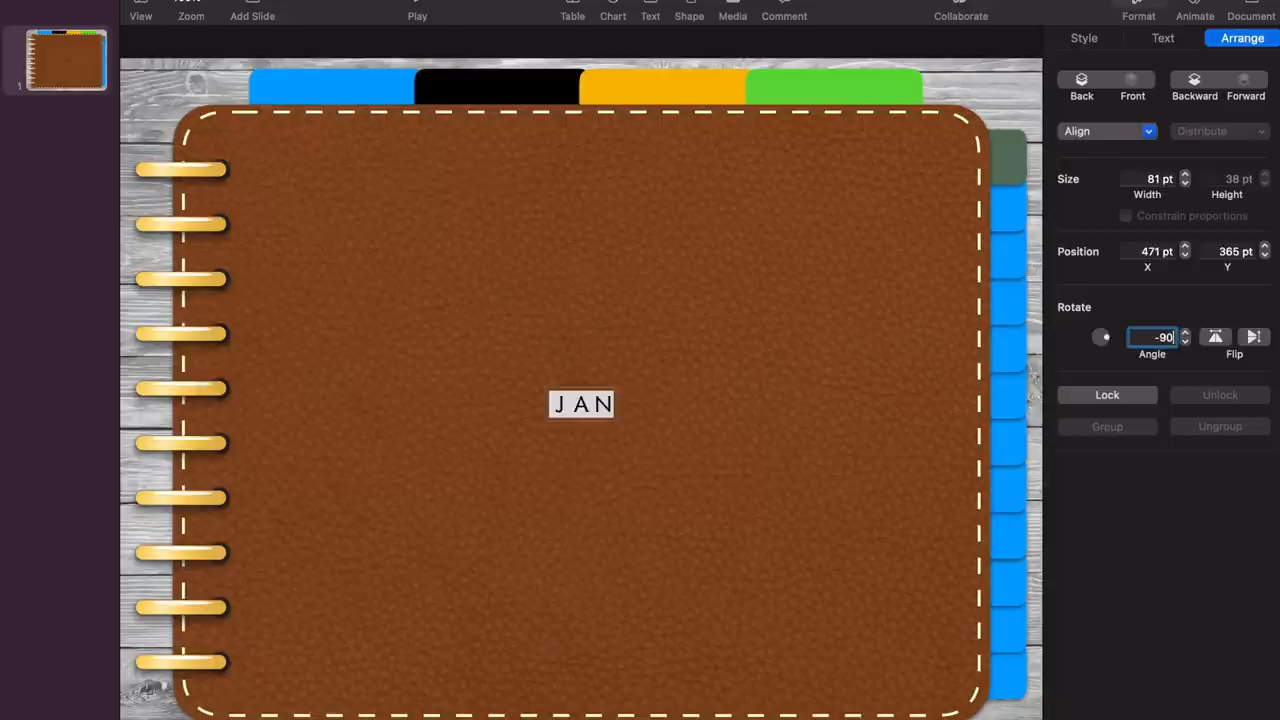 View
Zoom
Add Slide
Play
Table
Chart
Text
Shape
Media
Comment
Collaborate
Format
Animate
Document
Style
Text
Arrange
Back
Front
Backward
Forward
Align
Distribute
Size
81 pt
38 pt
Width
Height
Constrain proportions
Position
471 pt
365 pt
X
Y
Rotate
-90
Angle
Flip
Lock
Unlock
Group
Ungroup
1
JAN